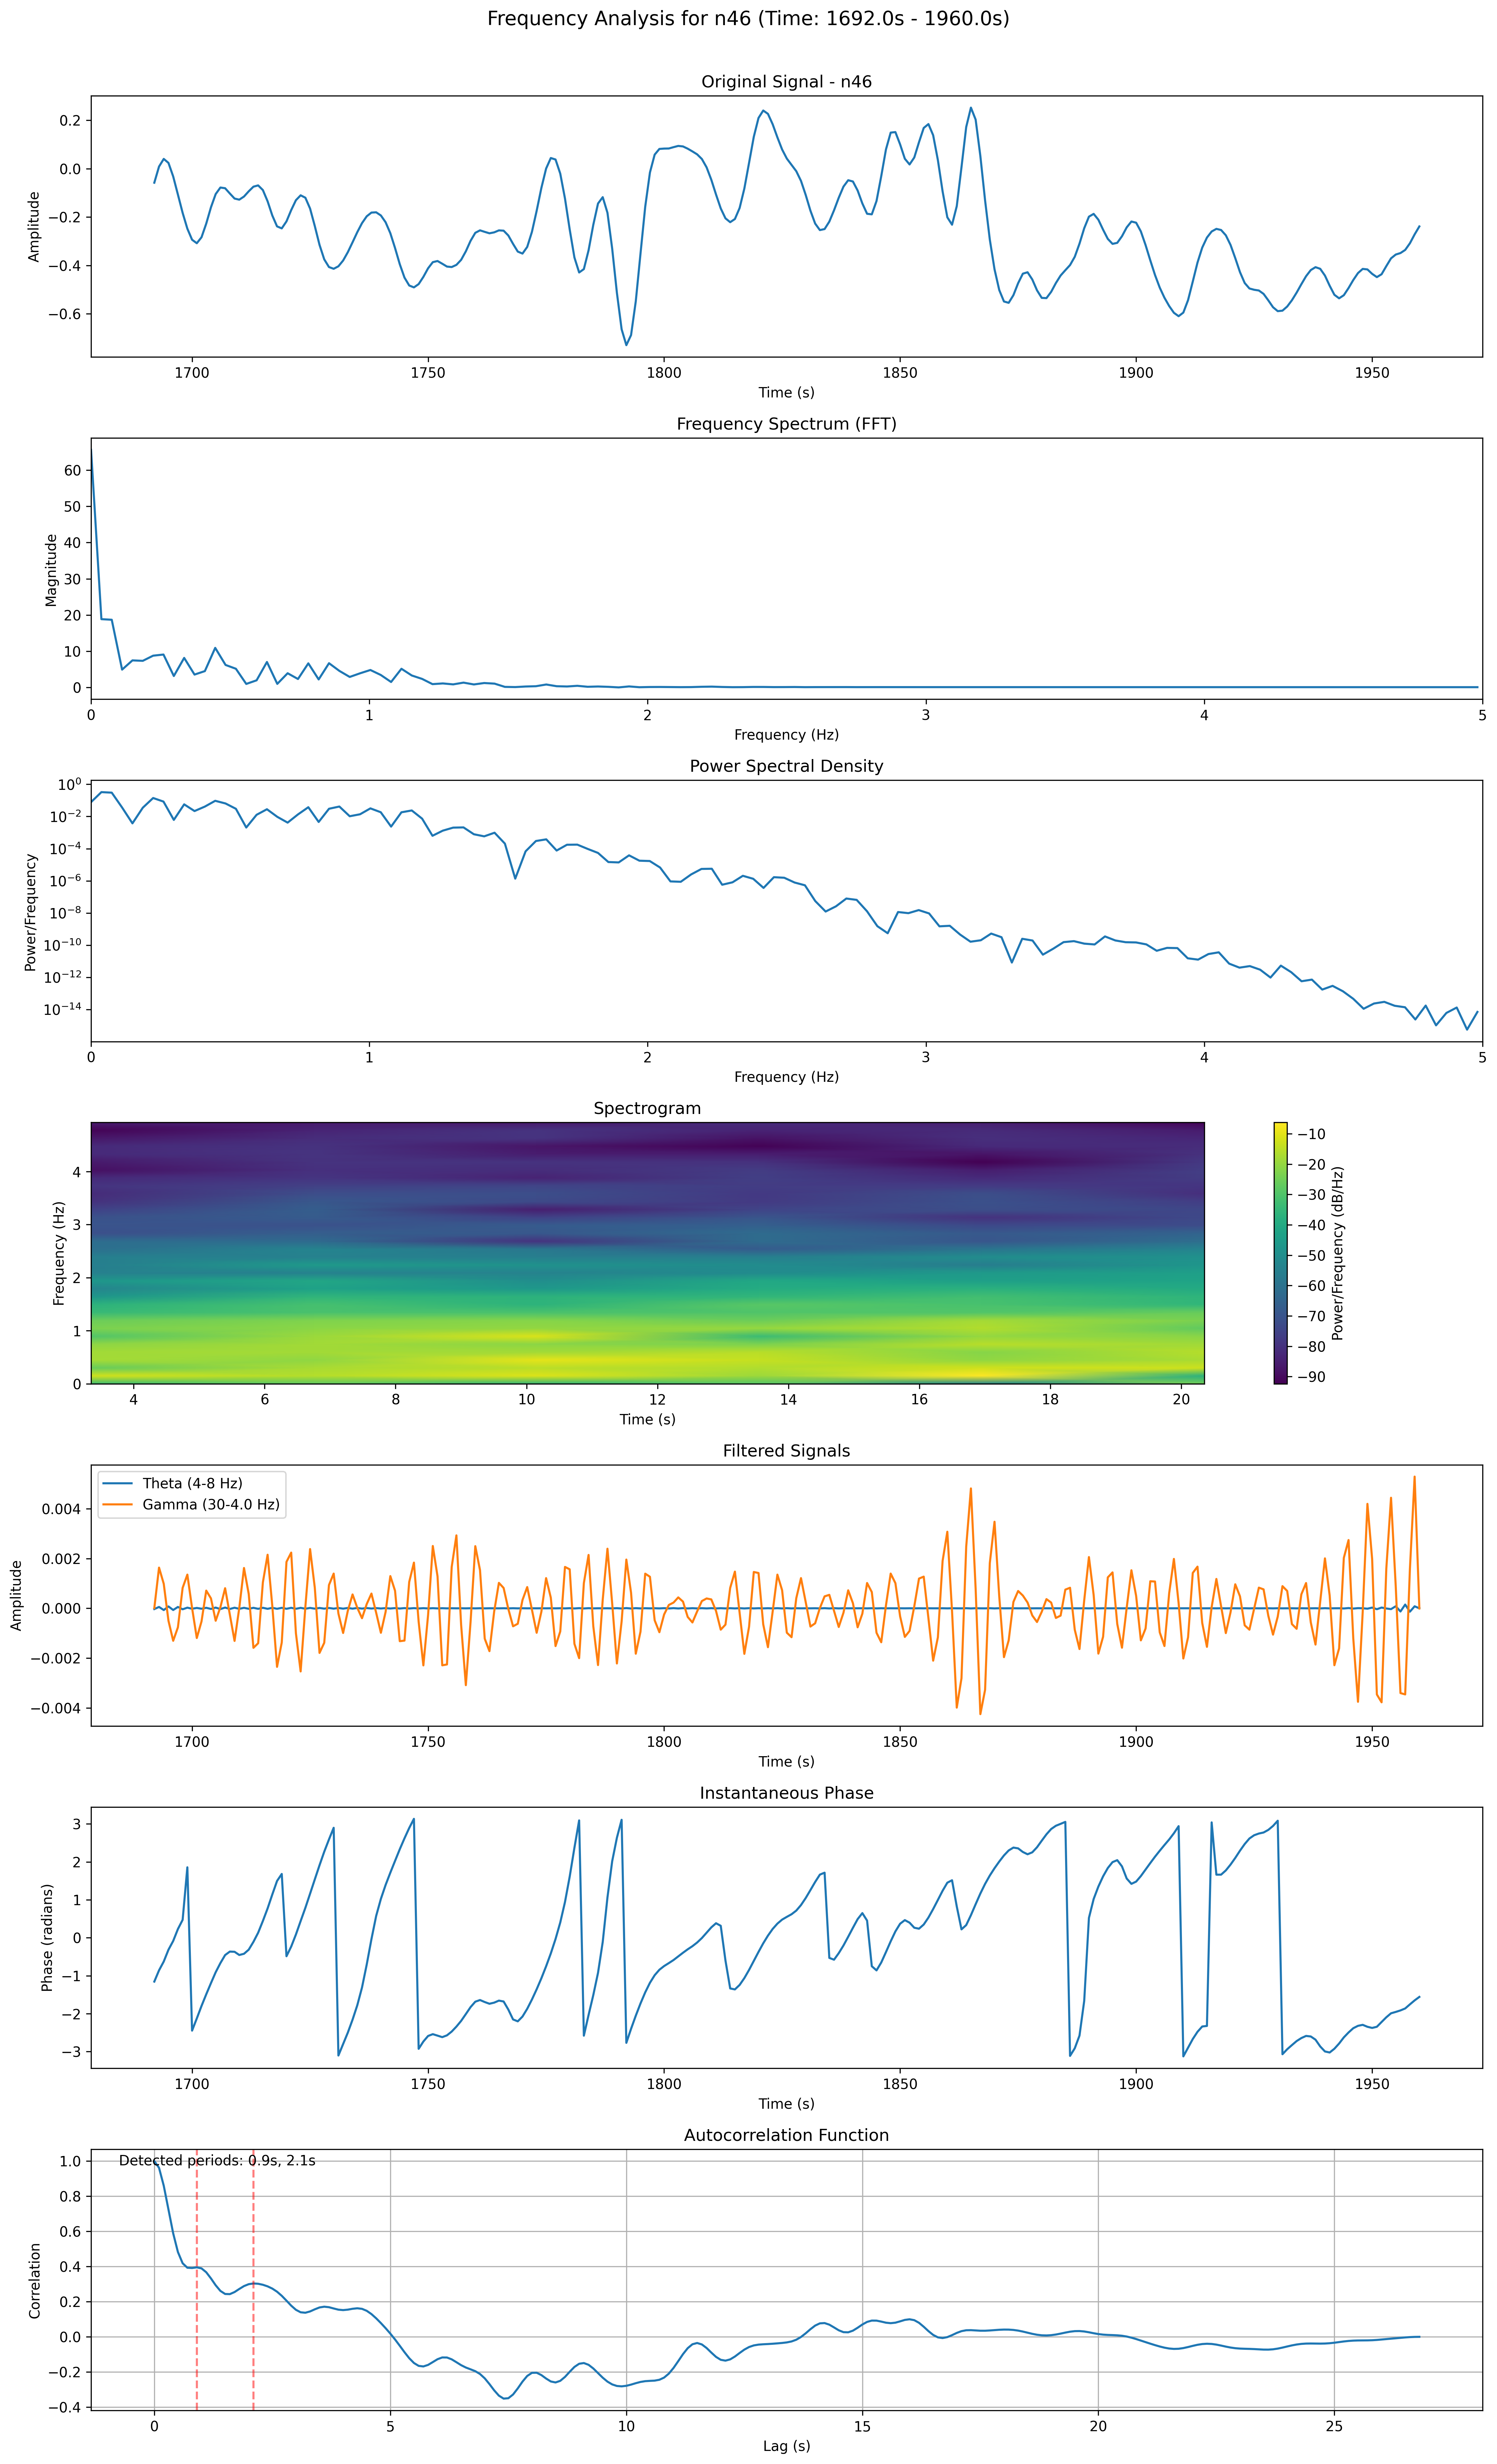 Frequency Analysis for n46 (Time: 1692.0s - 1960.0s)
Original Signal - n46
Amplitude
0.2
0.0
−0.2
−0.4
−0.6
1700 1750 1800 1850 1900 1950
Time (s)
Frequency Spectrum (FFT)
Magnitude
60
50
40
30
20
10
0
0 1 2 3 4 5
Frequency (Hz)
Power Spectral Density
Power/Frequency
10⁰
10⁻²
10⁻⁴
10⁻⁶
10⁻⁸
10⁻¹⁰
10⁻¹²
10⁻¹⁴
0 1 2 3 4 5
Frequency (Hz)
Spectrogram
Frequency (Hz)
4
3
2
1
0
4 6 8 10 12 14 16 18 20
Time (s)
−10
−20
−30
−40
−50
−60
−70
−80
−90
Power/Frequency (dB/Hz)
Filtered Signals
Theta (4-8 Hz)
Gamma (30-4.0 Hz)
Amplitude
0.004
0.002
0.000
−0.002
−0.004
1700 1750 1800 1850 1900 1950
Time (s)
Instantaneous Phase
Phase (radians)
3
2
1
0
−1
−2
−3
1700 1750 1800 1850 1900 1950
Time (s)
Autocorrelation Function
Detected periods: 0.9s, 2.1s
Correlation
1.0
0.8
0.6
0.4
0.2
0.0
−0.2
−0.4
0 5 10 15 20 25
Lag (s)